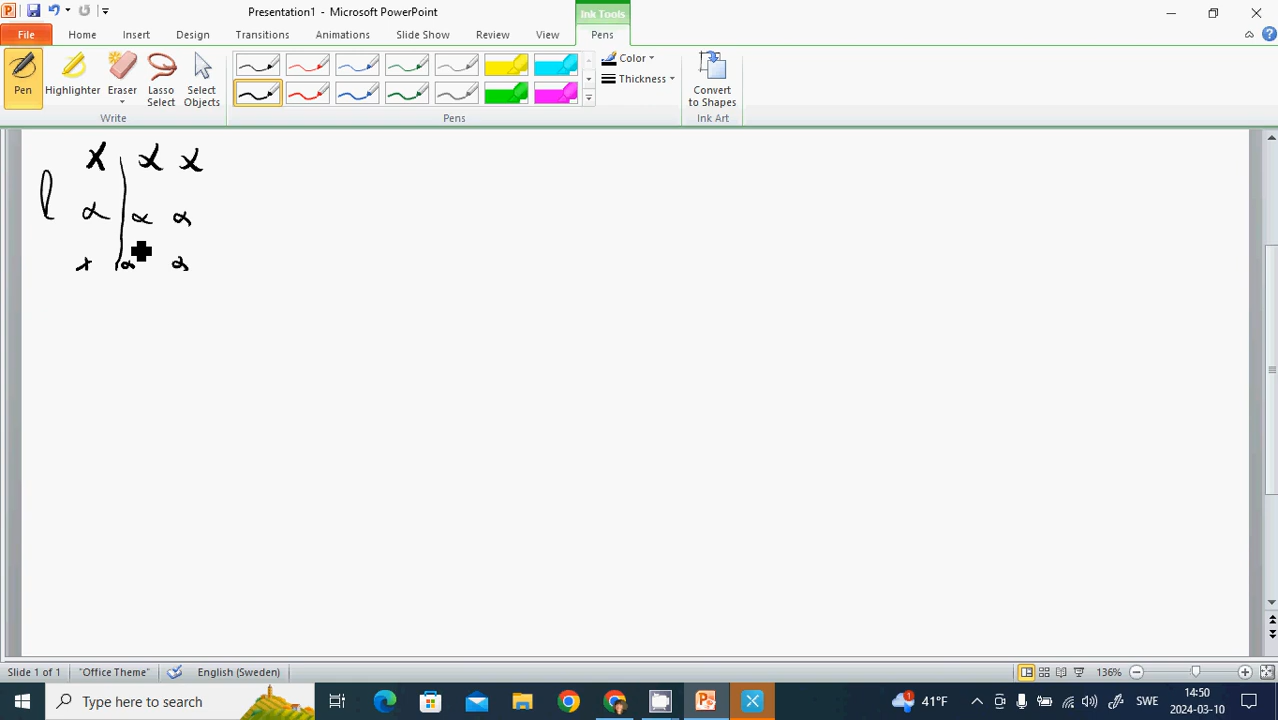 Presentation1 - Microsoft PowerPoint
Ink Tools
File Home Insert Design Transitions Animations Slide Show Review View Pens
Pen
Highlighter
Eraser
Lasso Select
Select Objects
Color
Thickness
Convert to Shapes
Write
Pens
Ink Art
x | x x
α | α α
x | α α
Slide 1 of 1
"Office Theme"
English (Sweden)
136%
Type here to search
1
41°F
SWE
14:50
2024-03-10